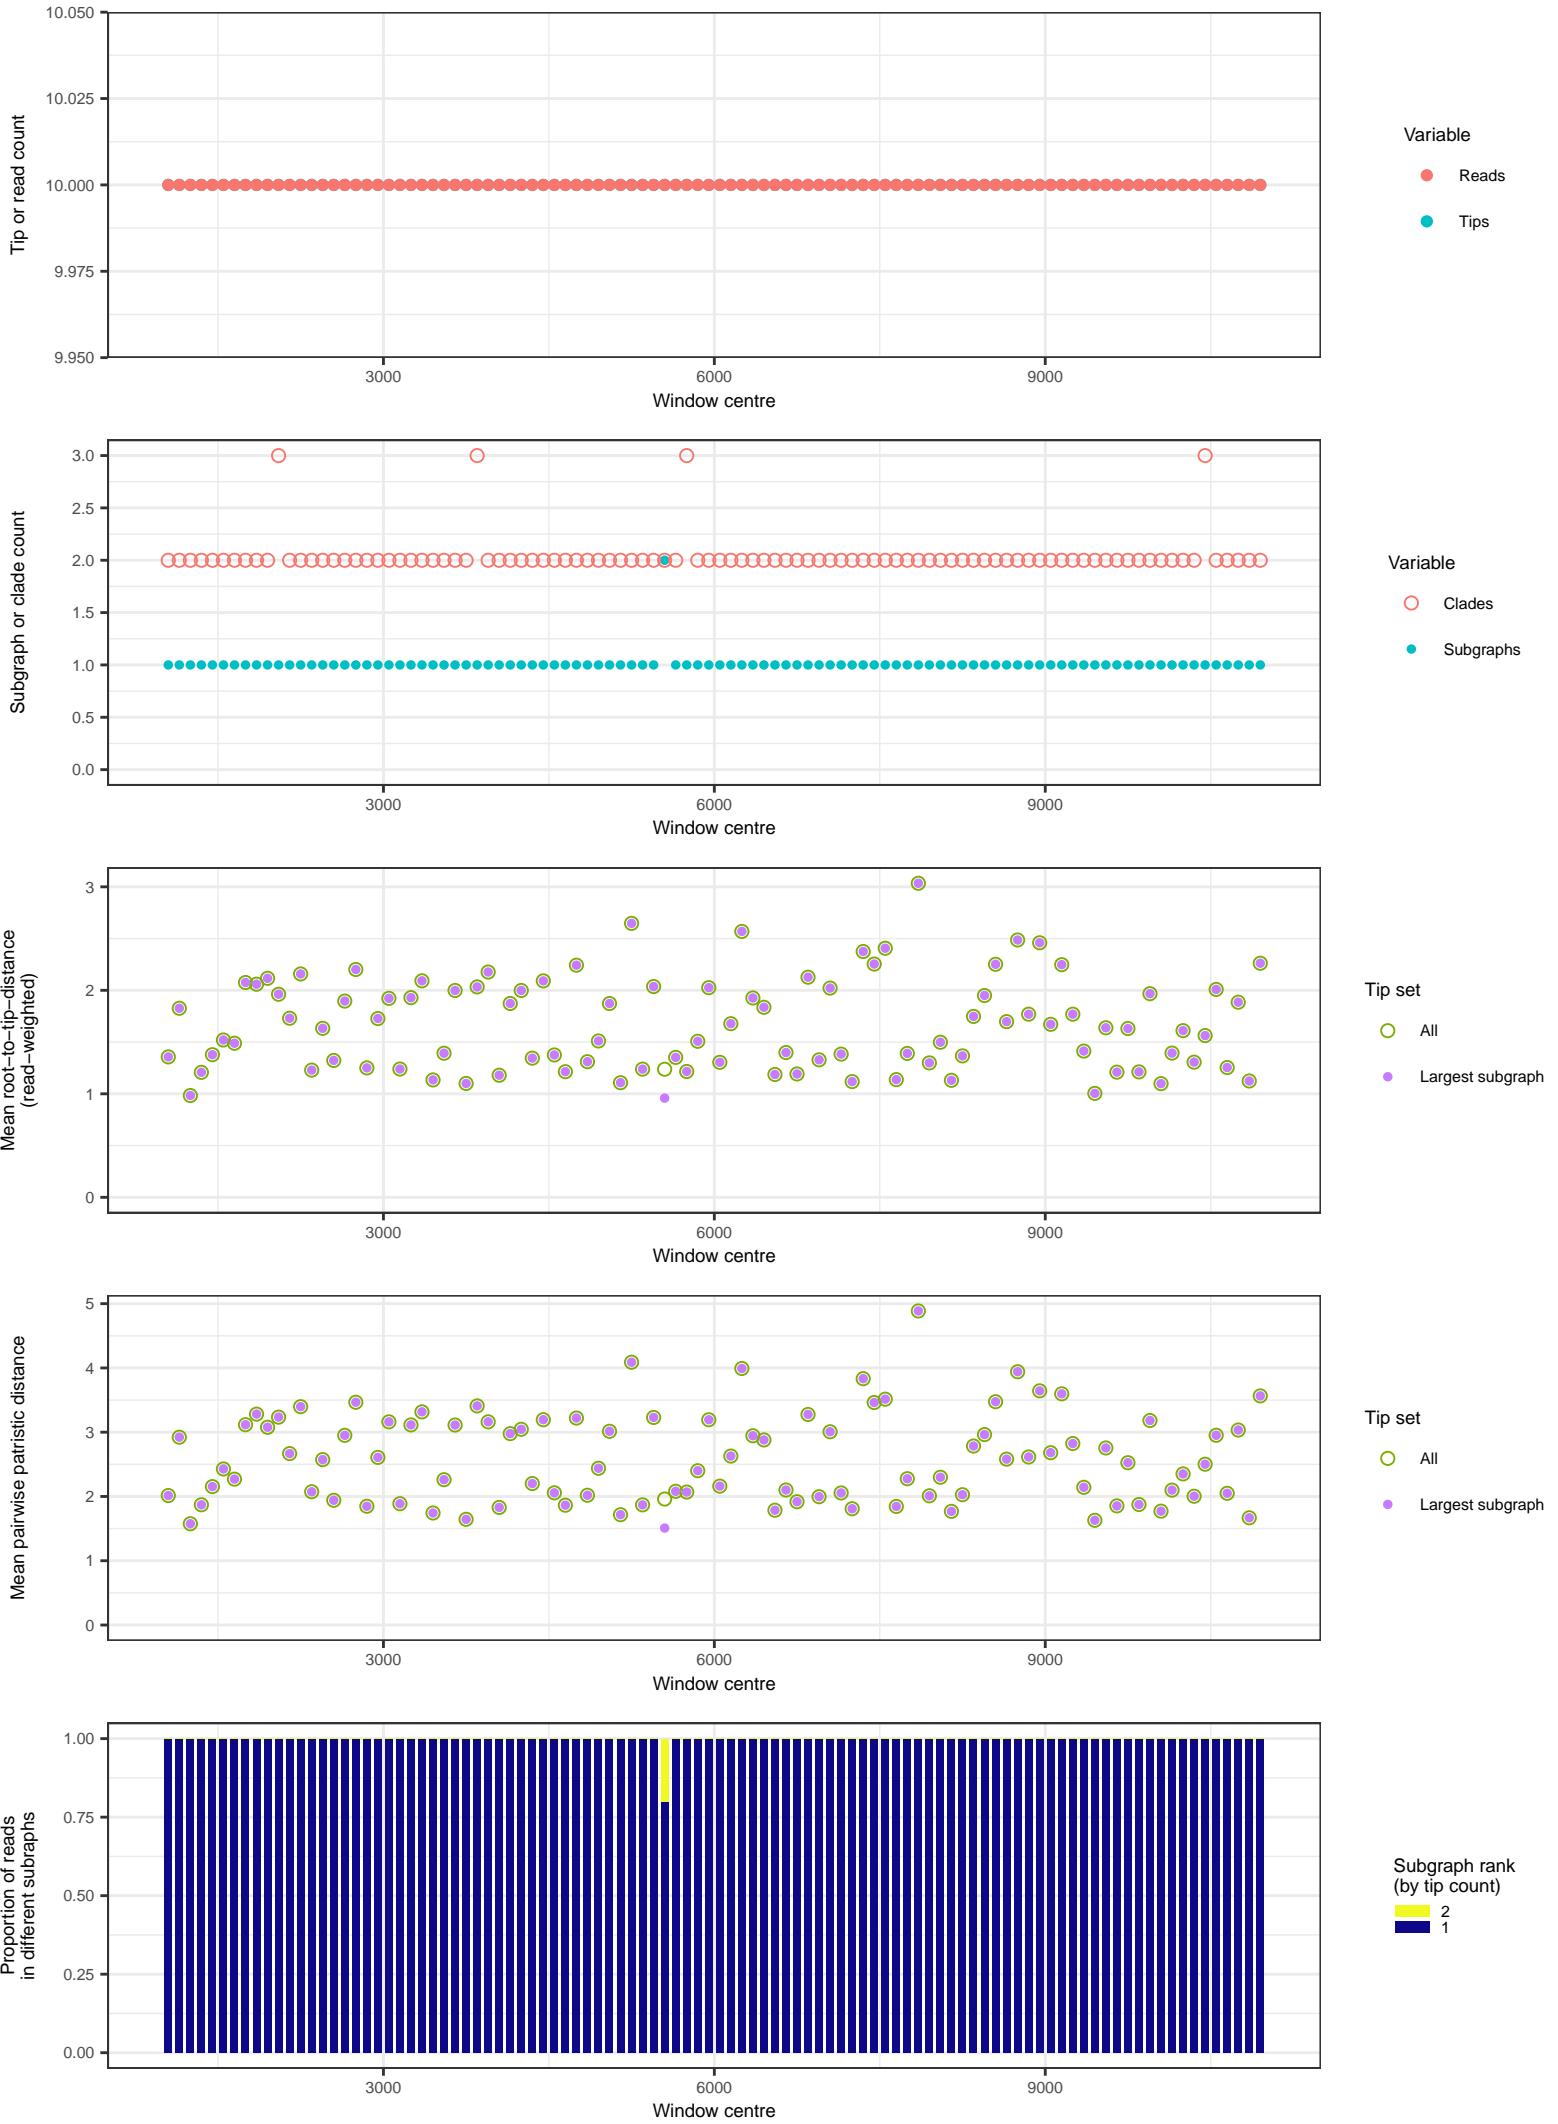 10.050
10.025
10.000
9.975
9.950
Tip or read count
3000
6000
9000
Window centre
Variable
Reads
Tips
3.0
2.5
2.0
1.5
1.0
0.5
0.0
Subgraph or clade count
3000
6000
9000
Window centre
Variable
Clades
Subgraphs
3
2
1
0
Mean root−to−tip−distance
(read−weighted)
3000
6000
9000
Window centre
Tip set
All
Largest subgraph
5
4
3
2
1
0
Mean pairwise patristic distance
3000
6000
9000
Window centre
Tip set
All
Largest subgraph
1.00
0.75
0.50
0.25
0.00
Proportion of reads
in different subraphs
3000
6000
9000
Window centre
Subgraph rank
(by tip count)
2
1